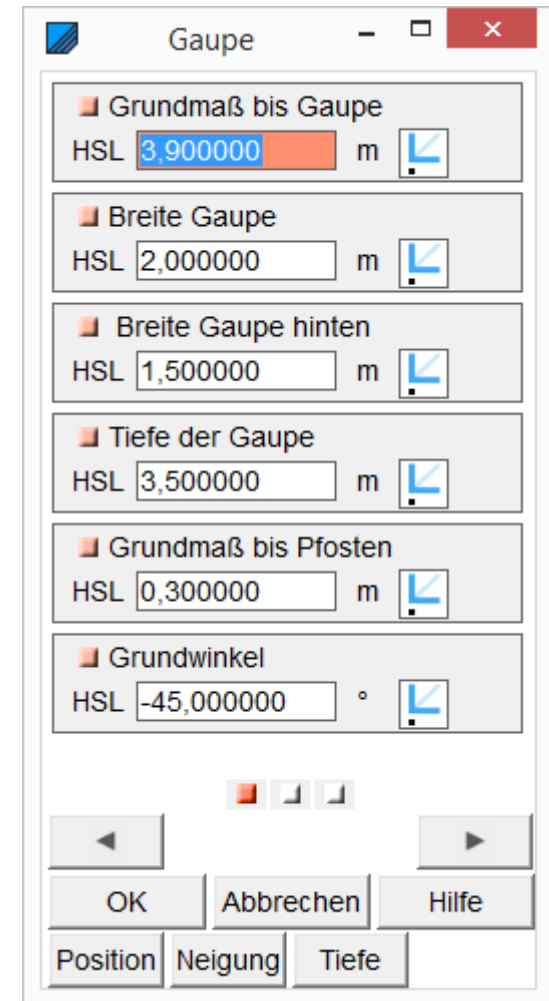 Gaupe
Grundmaß bis Gaupe
HSL 3,900000 m
Breite Gaupe
HSL 2,000000 m
Breite Gaupe hinten
HSL 1,500000 m
Tiefe der Gaupe
HSL 3,500000 m
Grundmaß bis Pfosten
HSL 0,300000 m
Grundwinkel
HSL -45,000000 °
OK Abbrechen Hilfe
Position Neigung Tiefe